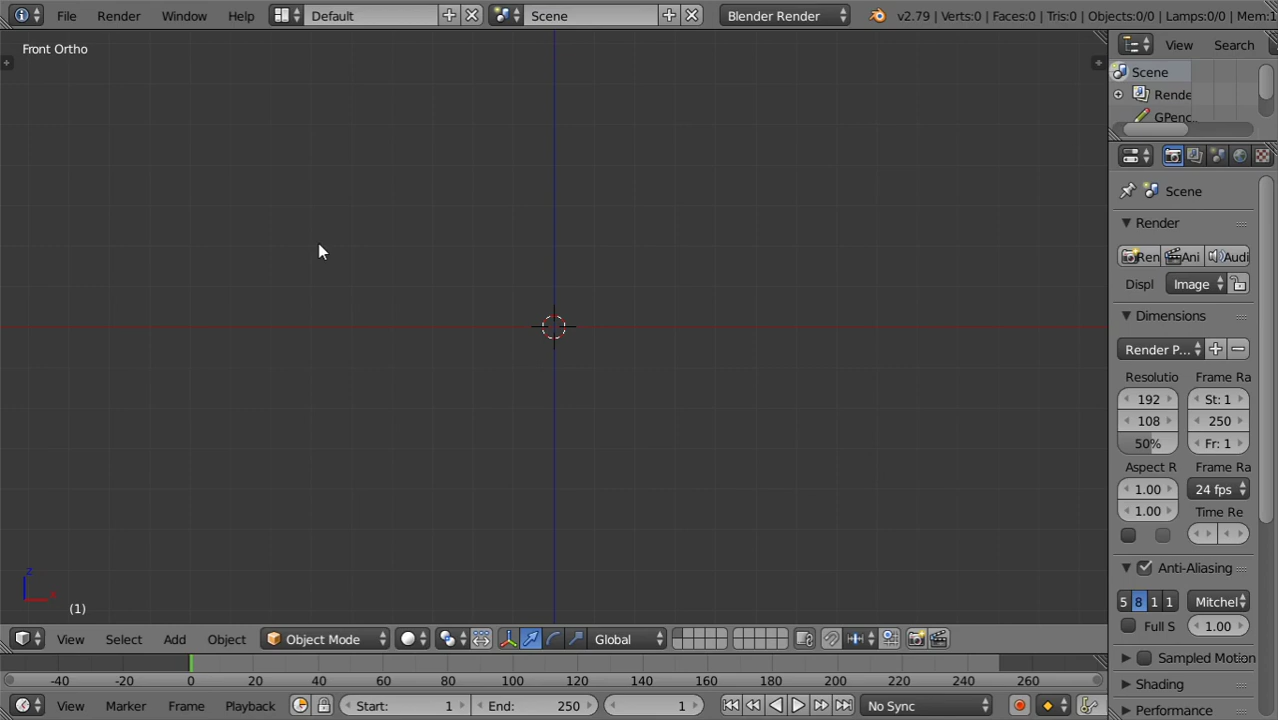 File Render Window Help Default Scene Blender Render v2.79 | Verts:0 | Faces:0 | Tris:0 | Objects:0/0 | Lamps:0/0 | Mem:1
Front Ortho
View Search
Scene
Rende
GPenc
Scene
Render
Ren Ani Audi
Displ Image
Dimensions
Render P...
Resolutio Frame Ra
192 St: 1
108 250
50% Fr: 1
Aspect R Frame Ra
1.00 24 fps
1.00 Time Re
Anti-Aliasing
5 8 1 1 Mitchel
Full S 1.00
Sampled Motion
Shading
Performance
z
x
(1)
View Select Add Object Object Mode Global
-40 -20 0 20 40 60 80 100 120 140 160 180 200 220 240 260
View Marker Frame Playback Start: 1 End: 250 1 No Sync